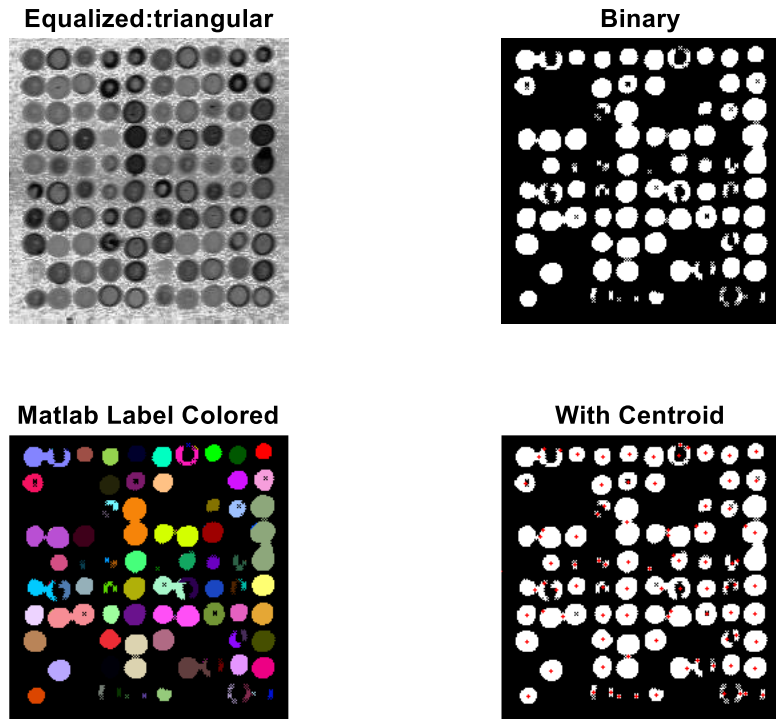 Equalized:triangular
Binary
Matlab Label Colored
With Centroid